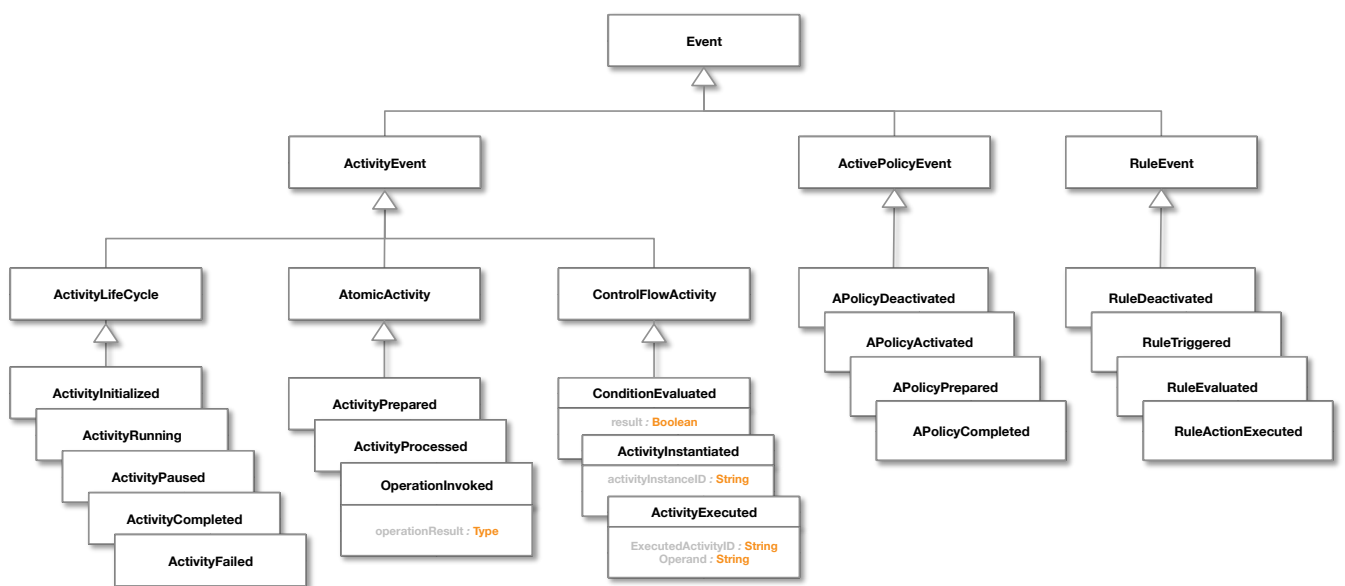 Event
ActivityEvent
ActivePolicyEvent
RuleEvent
ActivityLifeCycle
AtomicActivity
ControlFlowActivity
APolicyDeactivated
APolicyActivated
APolicyPrepared
APolicyCompleted
RuleDeactivated
RuleTriggered
RuleEvaluated
RuleActionExecuted
ActivityInitialized
ActivityRunning
ActivityPaused
ActivityCompleted
ActivityFailed
ActivityPrepared
ActivityProcessed
OperationInvoked
operationResult : Type
ConditionEvaluated
result : Boolean
ActivityInstantiated
activityInstanceID : String
ActivityExecuted
ExecutedActivityID : String
Operand : String